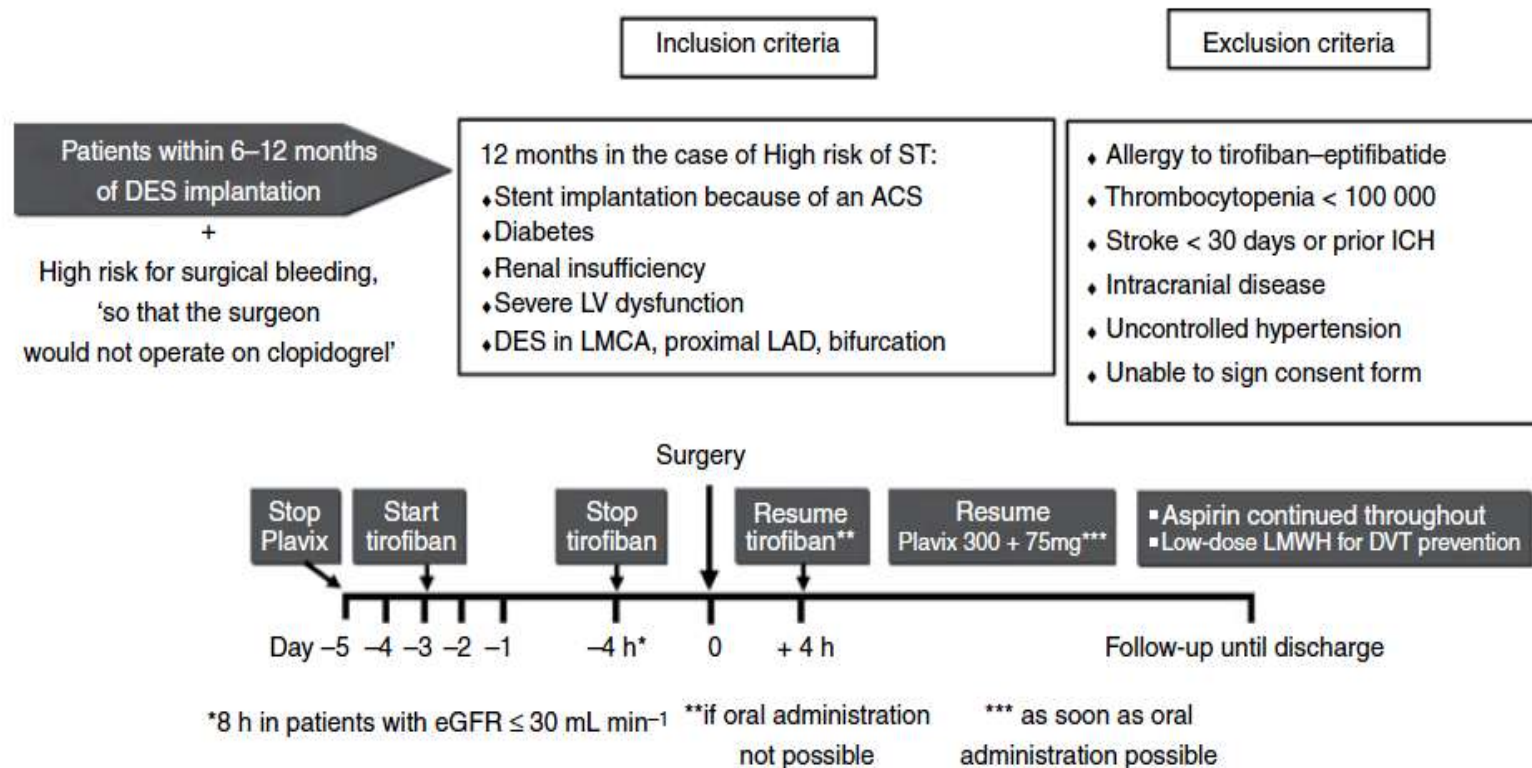 Inclusion criteria
Exclusion criteria
Patients within 6–12 months
of DES implantation
+
High risk for surgical bleeding,
‘so that the surgeon
would not operate on clopidogrel’
12 months in the case of High risk of ST:
♦Stent implantation because of an ACS
♦Diabetes
♦Renal insufficiency
♦Severe LV dysfunction
♦DES in LMCA, proximal LAD, bifurcation
♦ Allergy to tirofiban–eptifibatide
♦ Thrombocytopenia < 100 000
♦ Stroke < 30 days or prior ICH
♦ Intracranial disease
♦ Uncontrolled hypertension
♦ Unable to sign consent form
Surgery
Stop
Plavix
Start
tirofiban
Stop
tirofiban
Resume
tirofiban**
Resume
Plavix 300 + 75mg***
▪Aspirin continued throughout
▪Low-dose LMWH for DVT prevention
Day –5 –4 –3 –2 –1 –4 h* 0 + 4 h Follow-up until discharge
*8 h in patients with eGFR ≤ 30 mL min–1
**if oral administration
not possible
*** as soon as oral
administration possible